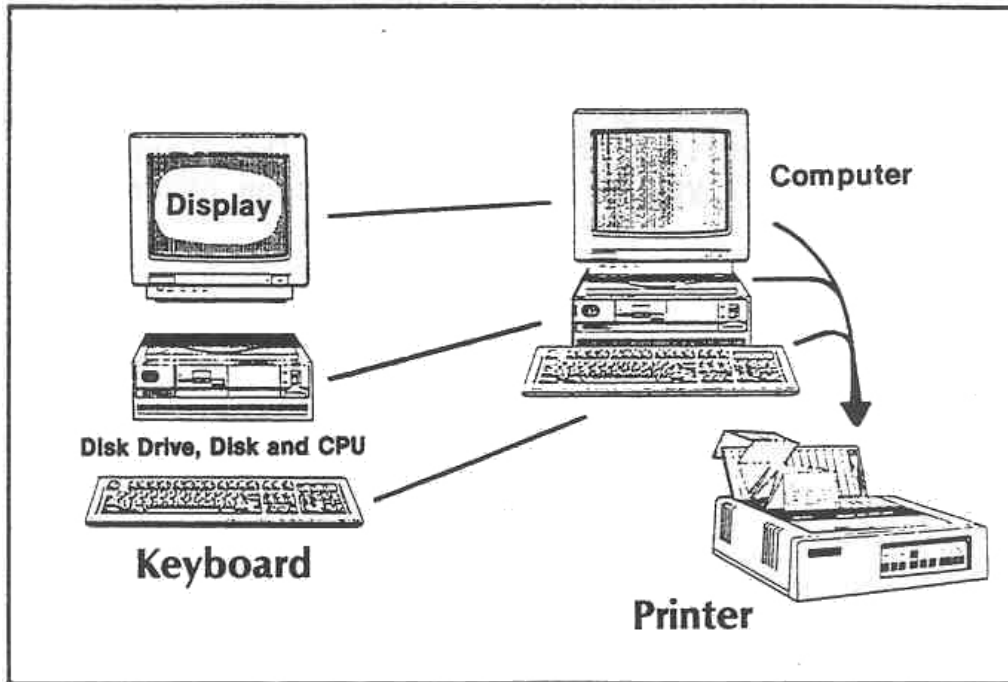 Display
Computer
Disk Drive, Disk and CPU
Keyboard
Printer